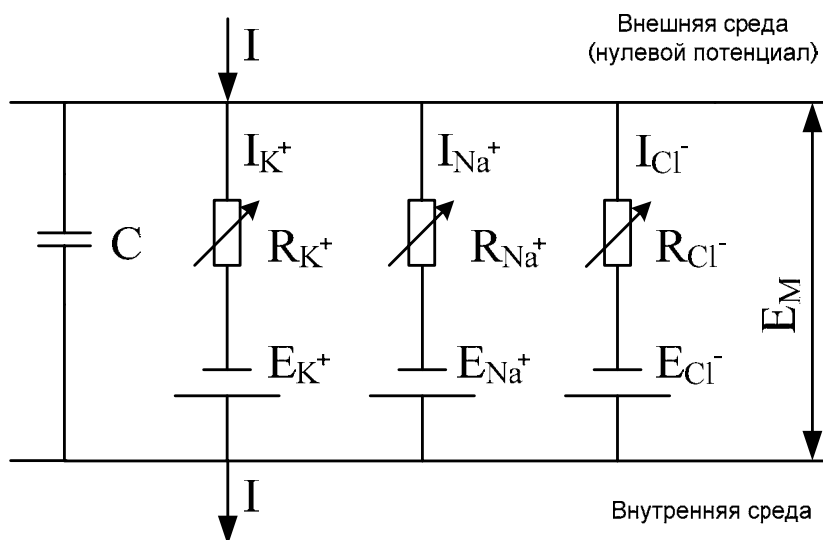 Внешняя среда
(нулевой потенциал)
I
I_K⁺ I_Na⁺ I_Cl⁻
C R_K⁺ R_Na⁺ R_Cl⁻
E_M
E_K⁺ E_Na⁺ E_Cl⁻
I
Внутренняя среда